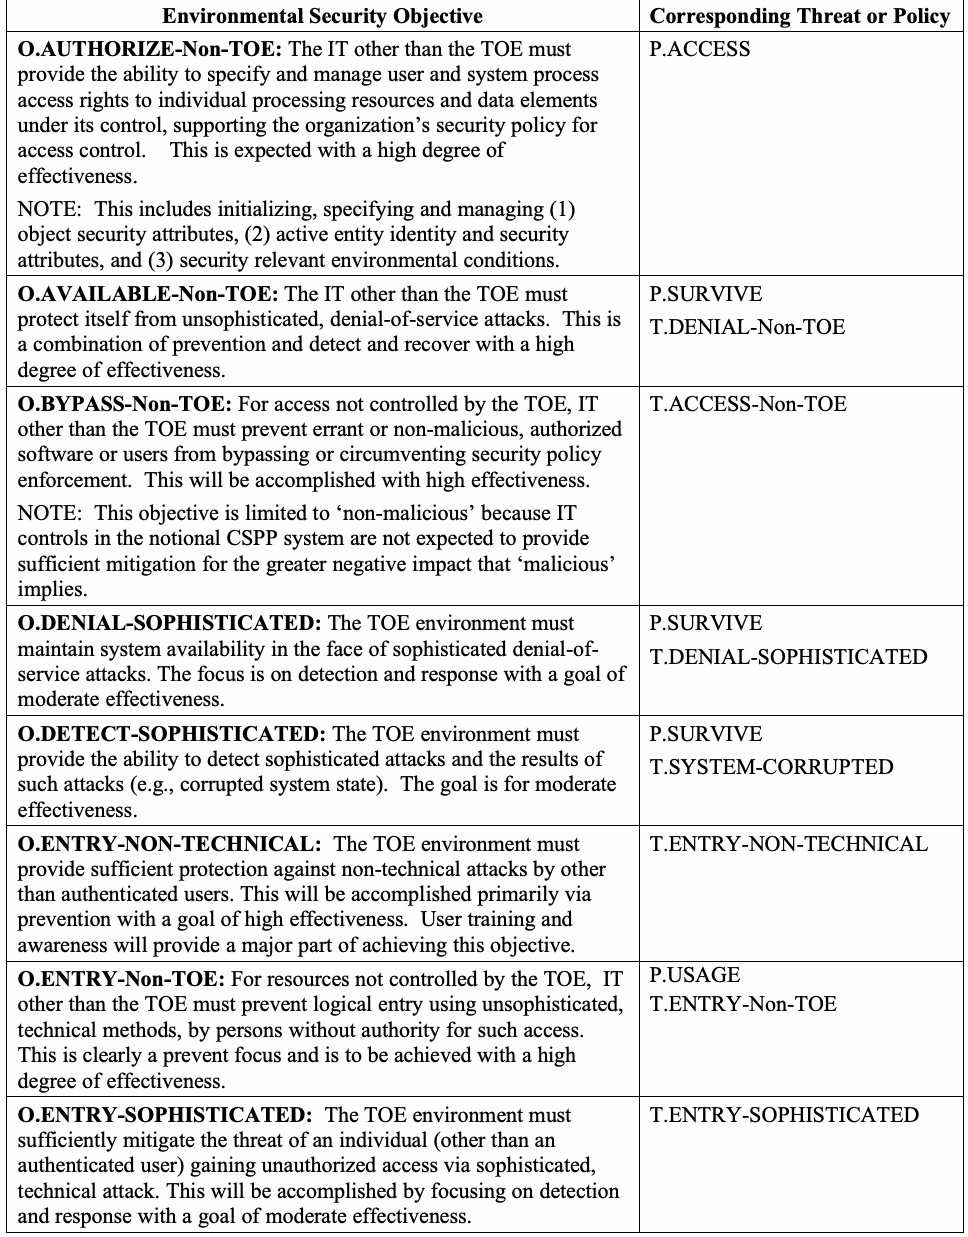 Environmental Security Objective
Corresponding Threat or Policy
O.AUTHORIZE-Non-TOE: The IT other than the TOE must
provide the ability to specify and manage user and system process
access rights to individual processing resources and data elements
under its control, supporting the organization’s security policy for
access control.    This is expected with a high degree of
effectiveness.
NOTE:  This includes initializing, specifying and managing (1)
object security attributes, (2) active entity identity and security
attributes, and (3) security relevant environmental conditions.
P.ACCESS
O.AVAILABLE-Non-TOE: The IT other than the TOE must
protect itself from unsophisticated, denial-of-service attacks.  This is
a combination of prevention and detect and recover with a high
degree of effectiveness.
P.SURVIVE
T.DENIAL-Non-TOE
O.BYPASS-Non-TOE: For access not controlled by the TOE, IT
other than the TOE must prevent errant or non-malicious, authorized
software or users from bypassing or circumventing security policy
enforcement.  This will be accomplished with high effectiveness.
NOTE:  This objective is limited to ‘non-malicious’ because IT
controls in the notional CSPP system are not expected to provide
sufficient mitigation for the greater negative impact that ‘malicious’
implies.
T.ACCESS-Non-TOE
O.DENIAL-SOPHISTICATED: The TOE environment must
maintain system availability in the face of sophisticated denial-of-
service attacks. The focus is on detection and response with a goal of
moderate effectiveness.
P.SURVIVE
T.DENIAL-SOPHISTICATED
O.DETECT-SOPHISTICATED: The TOE environment must
provide the ability to detect sophisticated attacks and the results of
such attacks (e.g., corrupted system state).  The goal is for moderate
effectiveness.
P.SURVIVE
T.SYSTEM-CORRUPTED
O.ENTRY-NON-TECHNICAL:  The TOE environment must
provide sufficient protection against non-technical attacks by other
than authenticated users. This will be accomplished primarily via
prevention with a goal of high effectiveness.  User training and
awareness will provide a major part of achieving this objective.
T.ENTRY-NON-TECHNICAL
O.ENTRY-Non-TOE: For resources not controlled by the TOE,  IT
other than the TOE must prevent logical entry using unsophisticated,
technical methods, by persons without authority for such access.
This is clearly a prevent focus and is to be achieved with a high
degree of effectiveness.
P.USAGE
T.ENTRY-Non-TOE
O.ENTRY-SOPHISTICATED:  The TOE environment must
sufficiently mitigate the threat of an individual (other than an
authenticated user) gaining unauthorized access via sophisticated,
technical attack. This will be accomplished by focusing on detection
and response with a goal of moderate effectiveness.
T.ENTRY-SOPHISTICATED